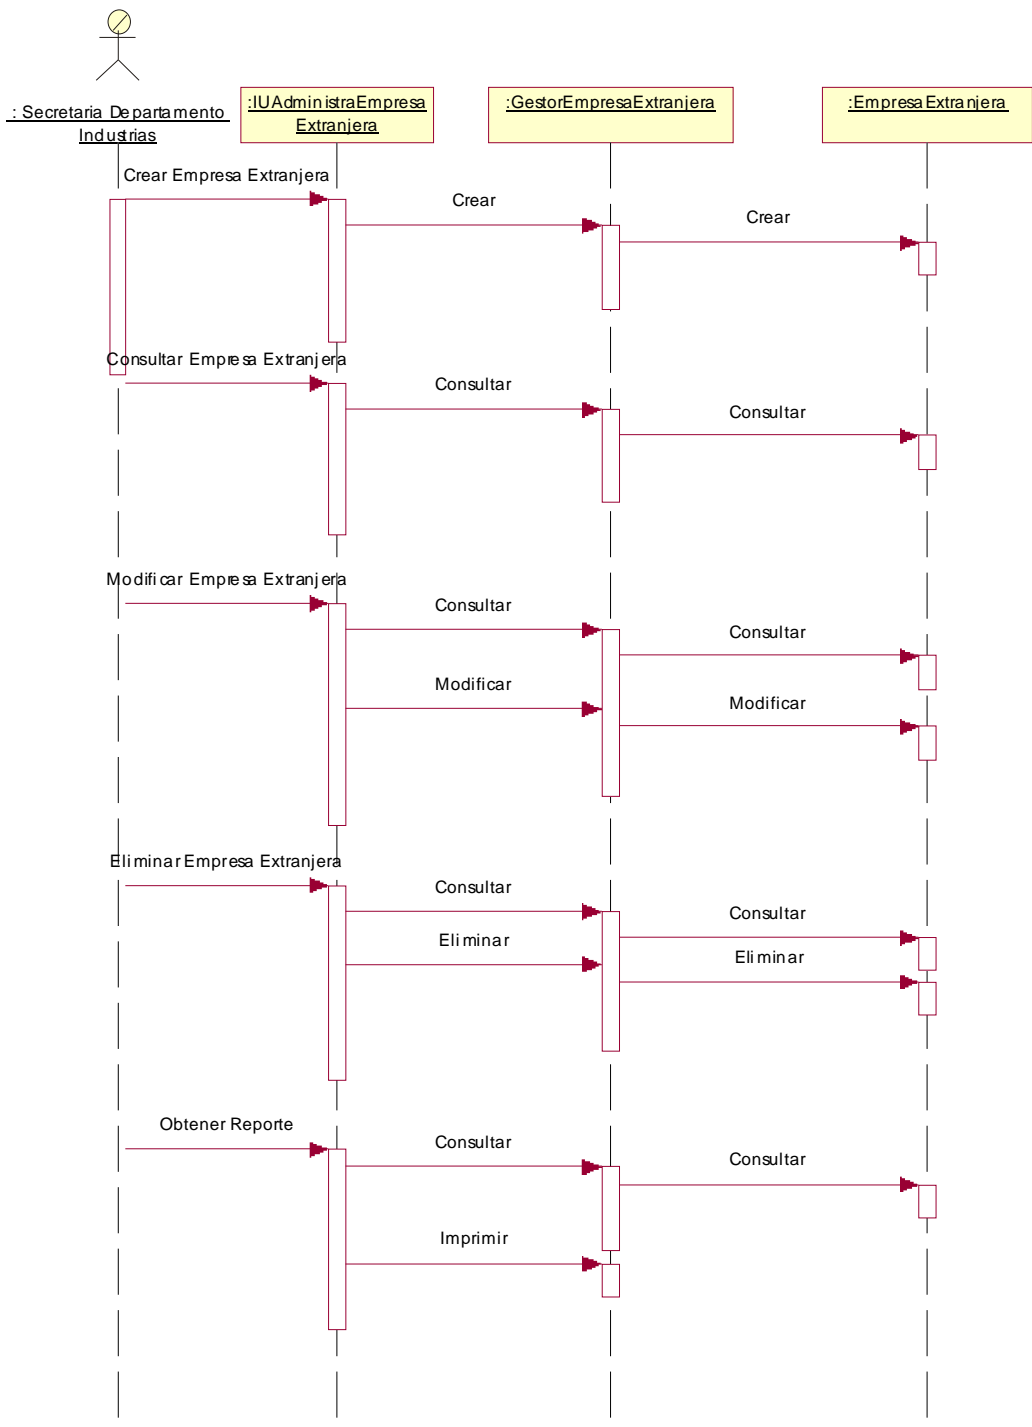 : Secretaria Departamento
Industrias
:IUAdministraEmpresa
Extranjera
:GestorEmpresaExtranjera
:EmpresaExtranjera
Crear Empresa Extranjera
Crear
Crear
Consultar Empresa Extranjera
Consultar
Consultar
Modificar Empresa Extranjera
Consultar
Consultar
Modificar
Modificar
Eliminar Empresa Extranjera
Consultar
Consultar
Eliminar
Eliminar
Obtener Reporte
Consultar
Consultar
Imprimir